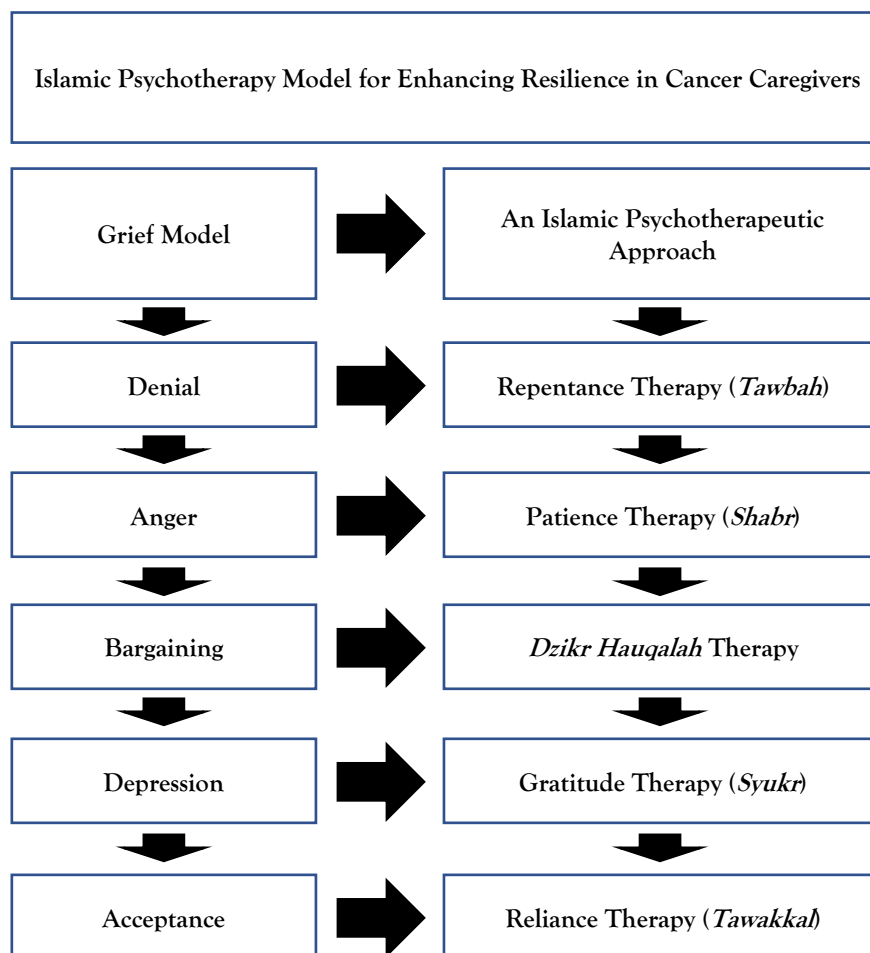 Islamic Psychotherapy Model for Enhancing Resilience in Cancer Caregivers
Grief Model
An Islamic Psychotherapeutic
Approach
Denial
Repentance Therapy (Tawbah)
Anger
Patience Therapy (Shabr)
Bargaining
Dzikr Hauqalah Therapy
Depression
Gratitude Therapy (Syukr)
Acceptance
Reliance Therapy (Tawakkal)